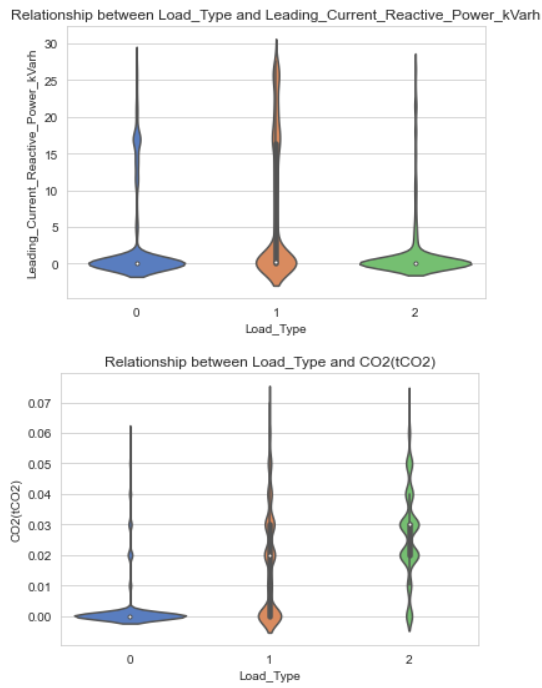 Relationship between Load_Type and Leading_Current_Reactive_Power_kVarh
Leading_Current_Reactive_Power_kVarh
30
25
20
15
10
5
0
0 1 2
Load_Type
Relationship between Load_Type and CO2(tCO2)
CO2(tCO2)
0.07
0.06
0.05
0.04
0.03
0.02
0.01
0.00
0 1 2
Load_Type